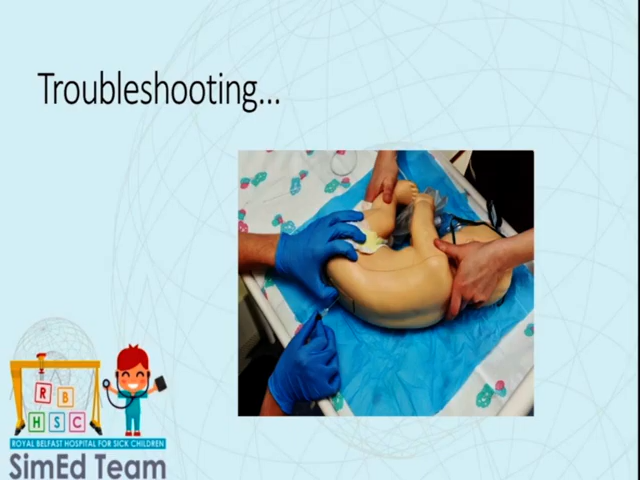 Troubleshooting...
R
B
H S C
ROYAL BELFAST HOSPITAL FOR SICK CHILDREN
SimEd Team